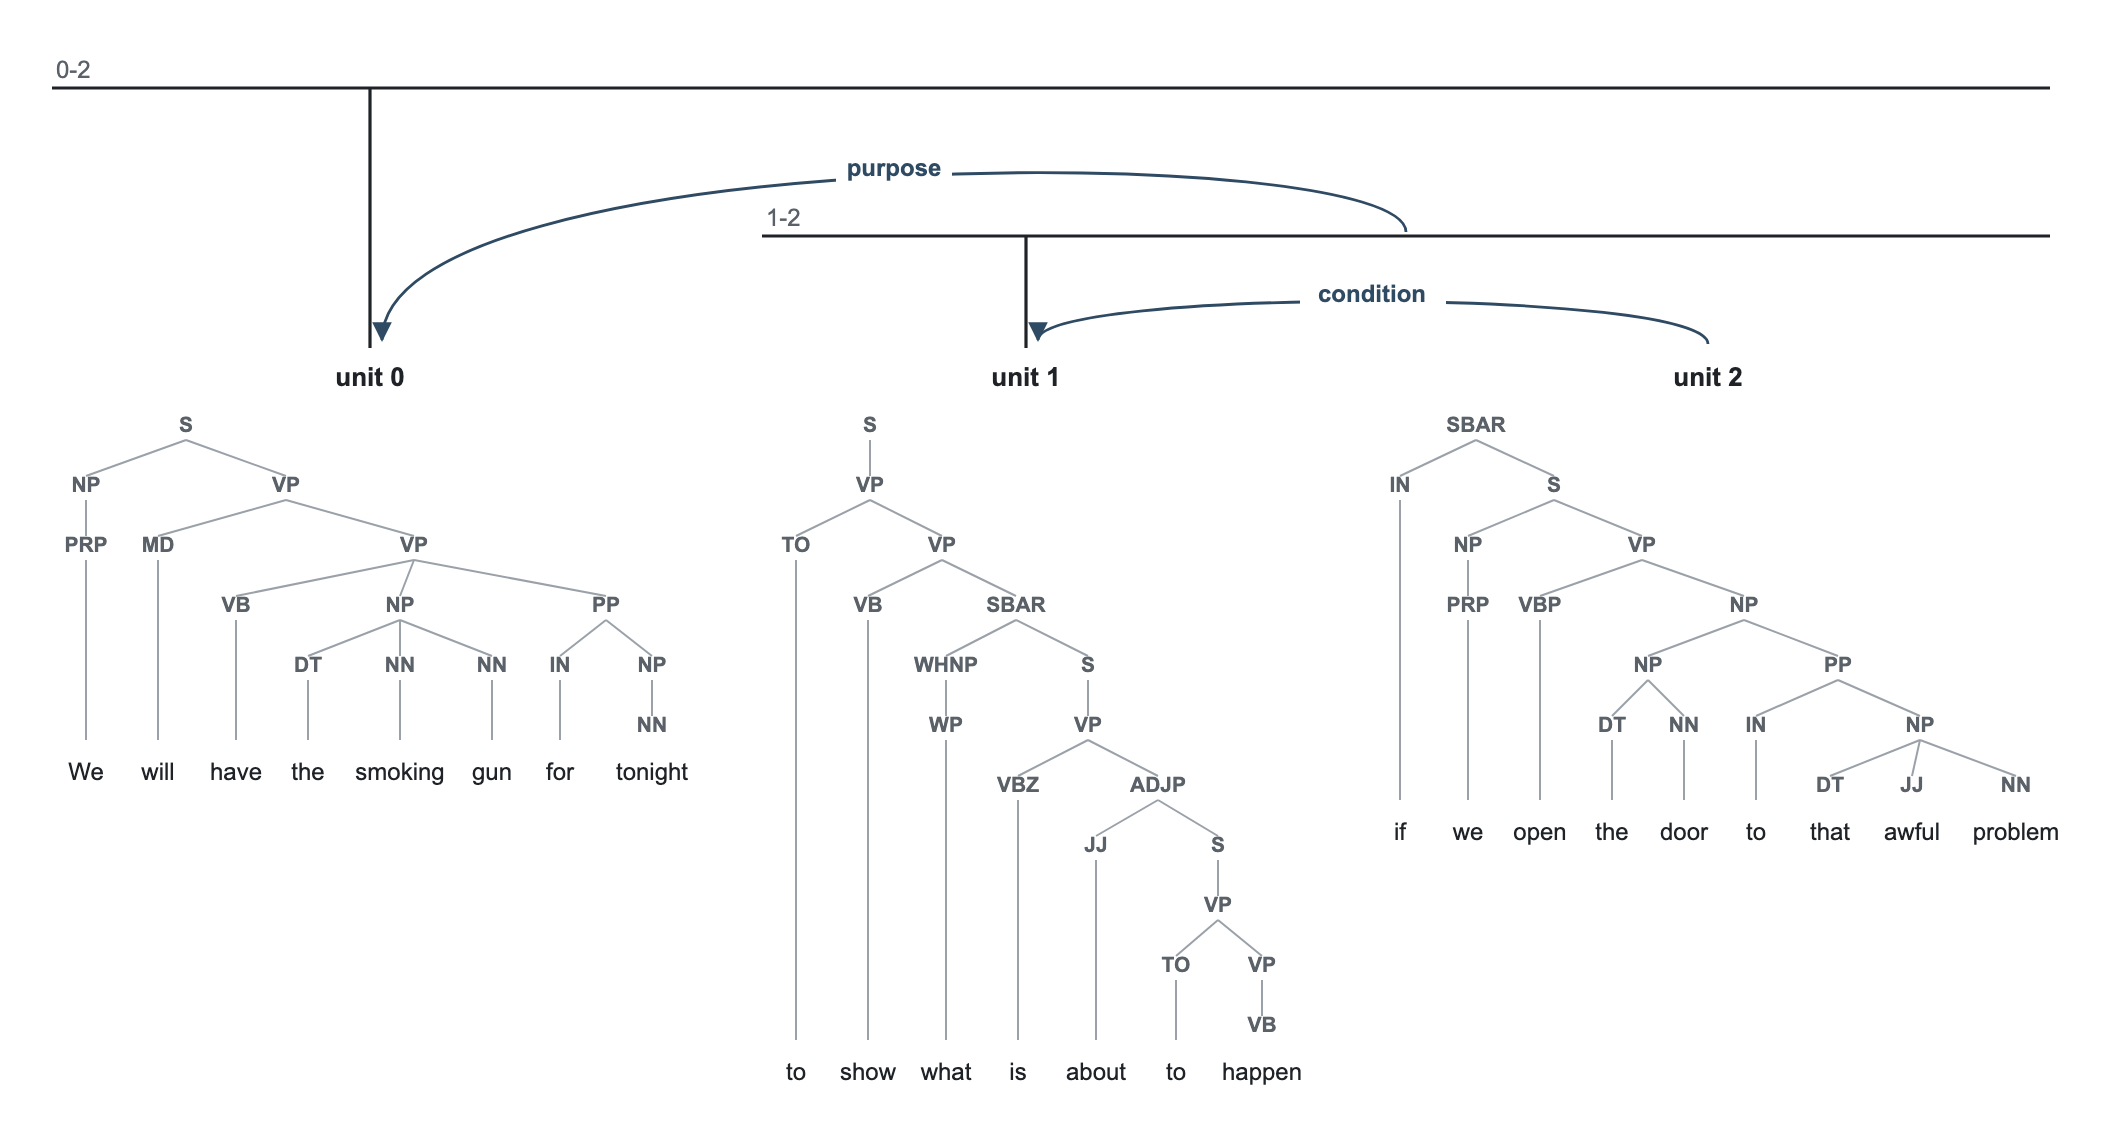 0-2
purpose
1-2
condition
unit 0 unit 1 unit 2
S S SBAR
NP VP VP IN S
PRP MD VP TO VP NP VP
VB NP PP VB SBAR PRP VBP NP
DT NN NN IN NP WHNP S NP PP
NN WP VP DT NN IN NP
We will have the smoking gun for tonight VBZ ADJP DT JJ NN
JJ S if we open the door to that awful problem
VP
TO VP
VB
to show what is about to happen